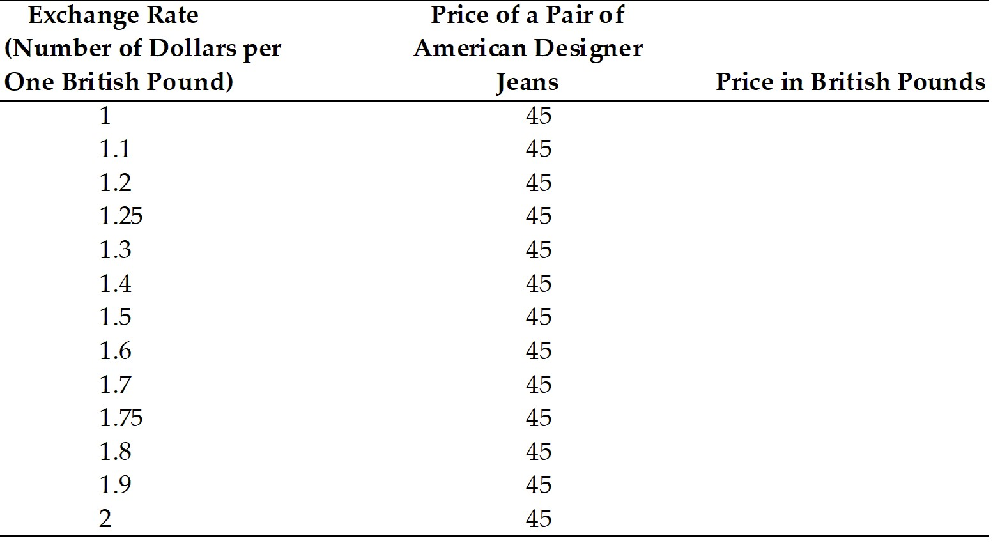 Exchange Rate
(Number of Dollars per
One British Pound)
Price of a Pair of
American Designer
Jeans
Price in British Pounds
1 45
1.1 45
1.2 45
1.25 45
1.3 45
1.4 45
1.5 45
1.6 45
1.7 45
1.75 45
1.8 45
1.9 45
2 45